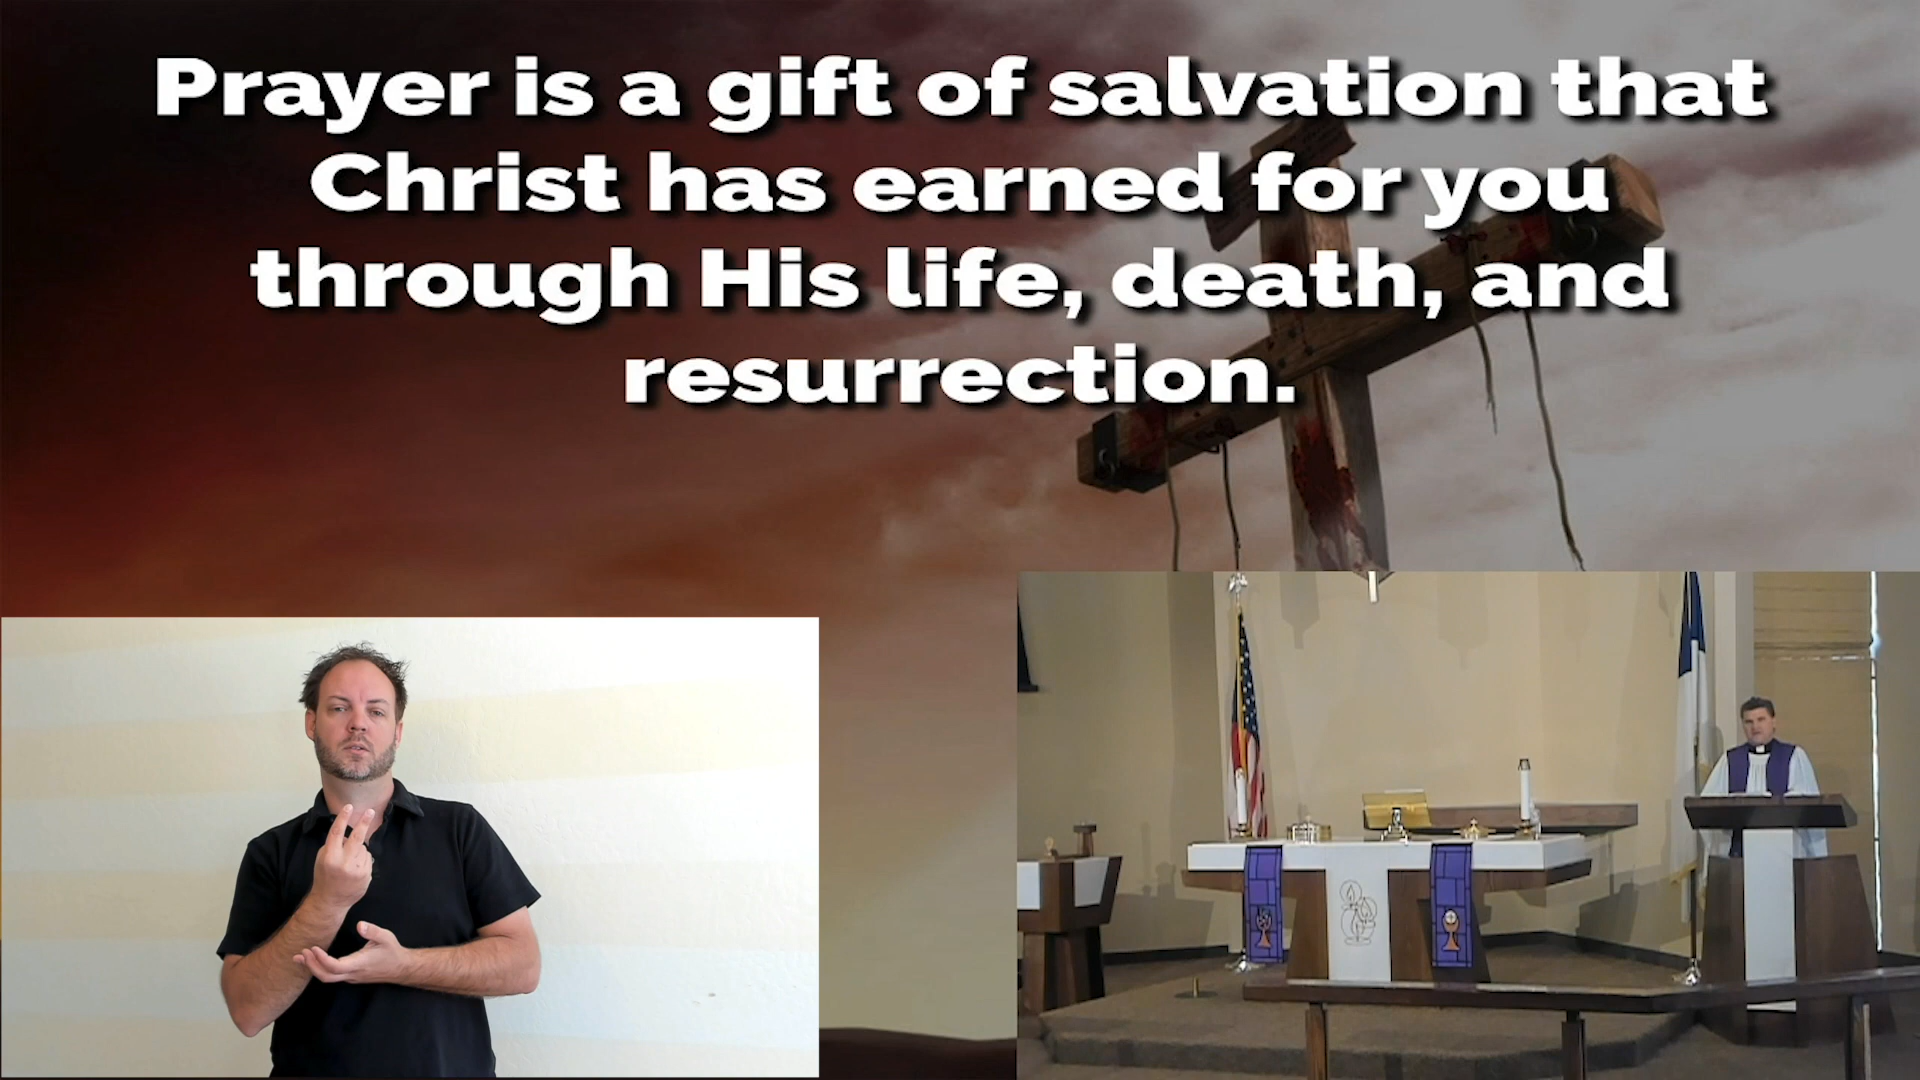 Prayer is a gift of salvation that
Christ has earned for you
through His life, death, and
resurrection.